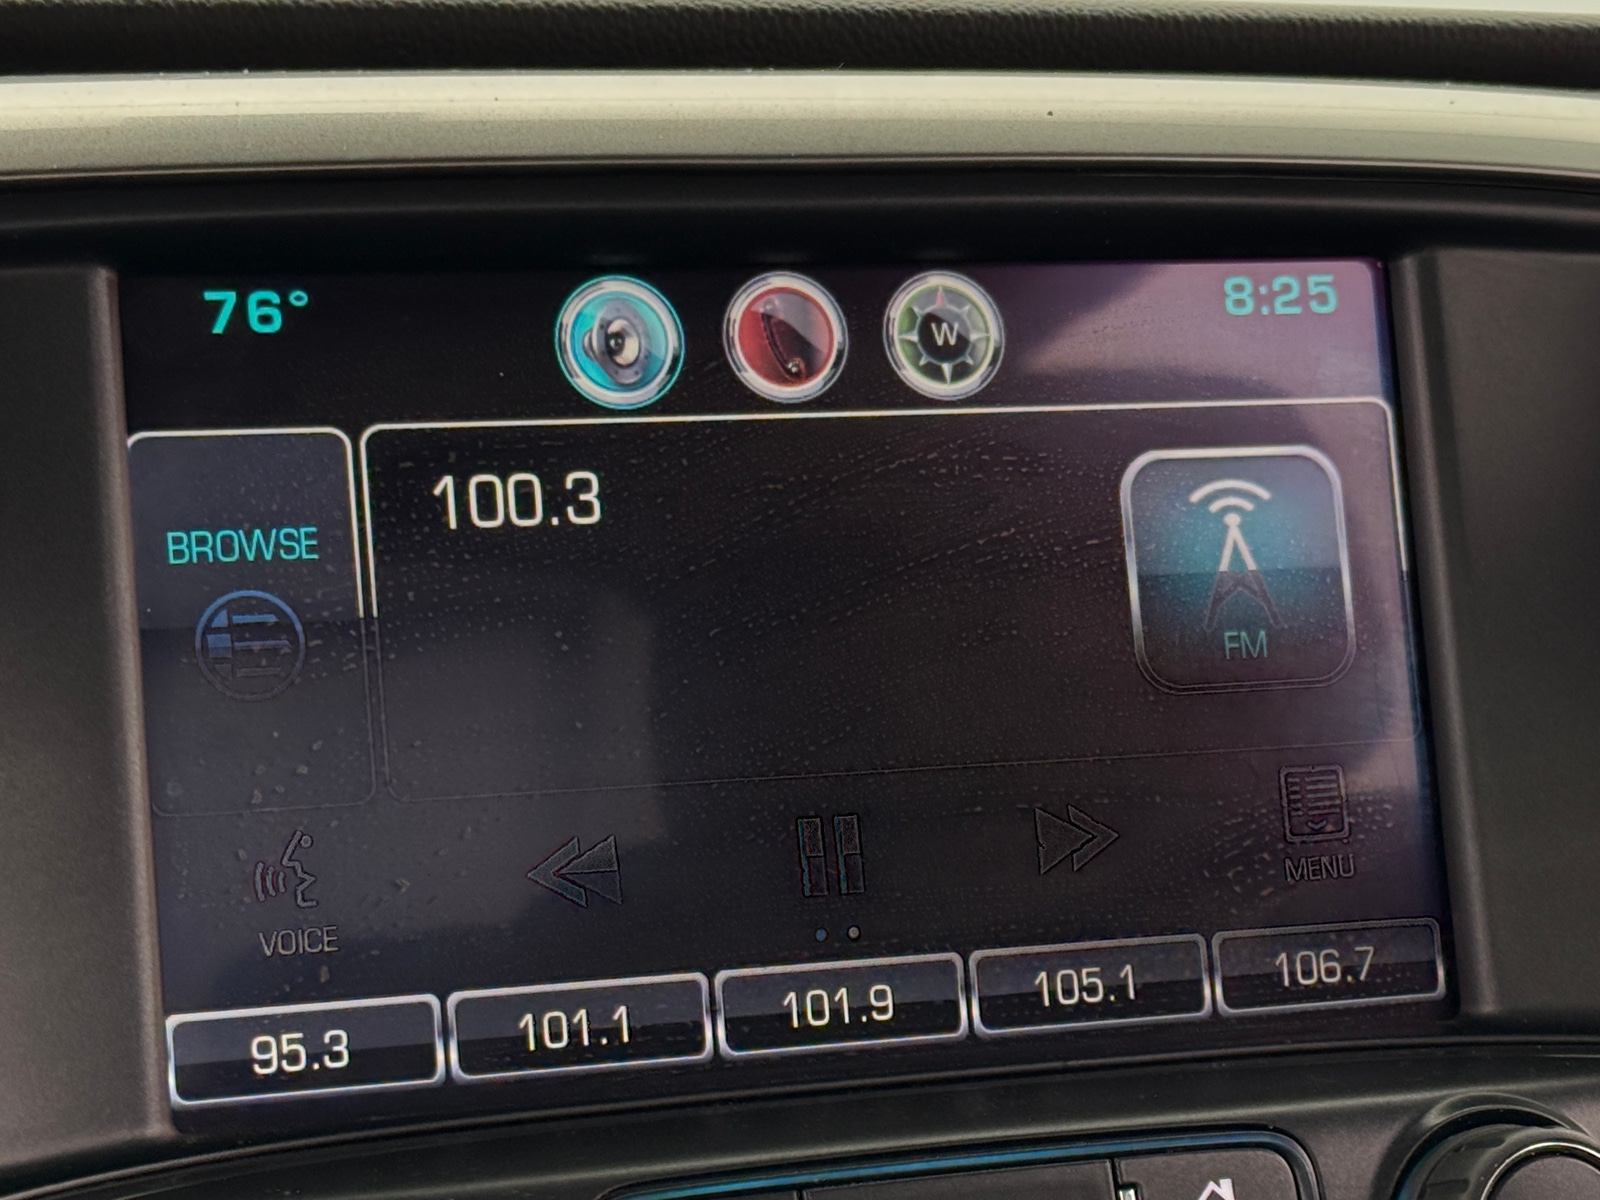 76°
W
8:25
BROWSE
100.3
FM
VOICE
MENU
95.3
101.1
101.9
105.1
106.7